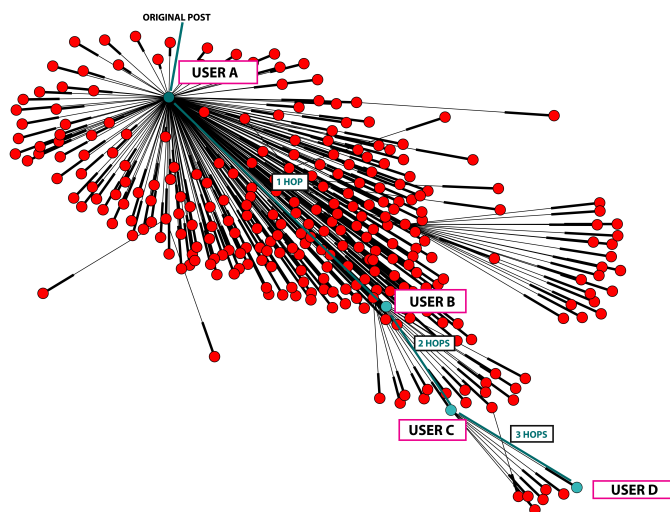 ORIGINAL POST
USER A
1 HOP
USER B
2 HOPS
USER C
3 HOPS
USER D